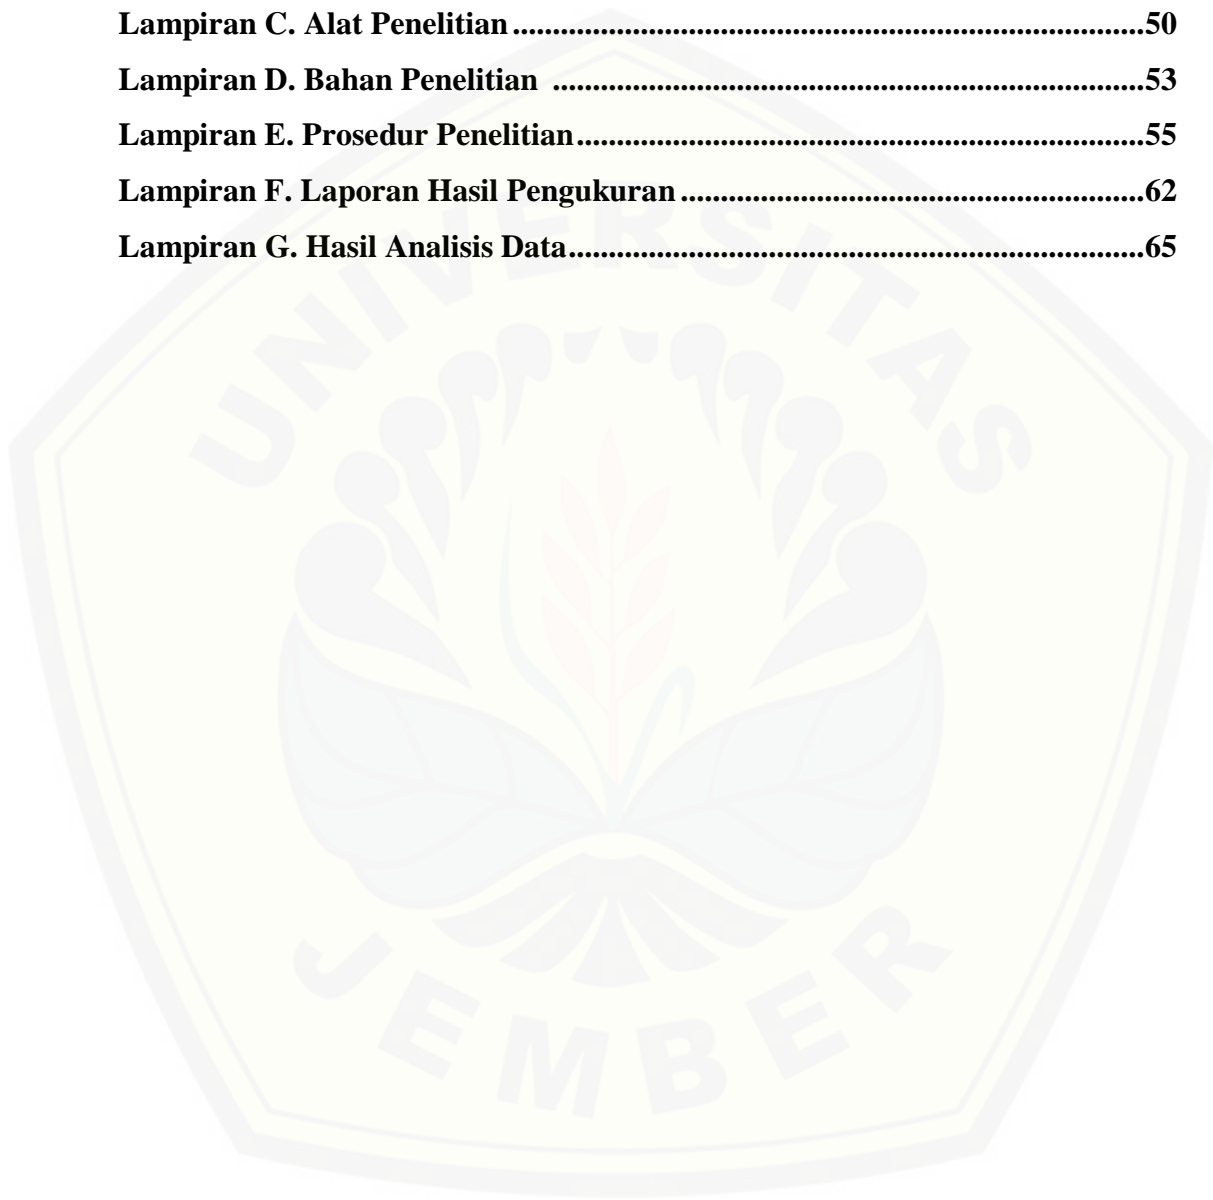 Lampiran C. Alat Penelitian ................................................................................50
Lampiran D. Bahan Penelitian ...........................................................................53
Lampiran E. Prosedur Penelitian........................................................................55
Lampiran F. Laporan Hasil Pengukuran ...........................................................62
Lampiran G. Hasil Analisis Data.........................................................................65
UNIVERSITAS
JEMBER